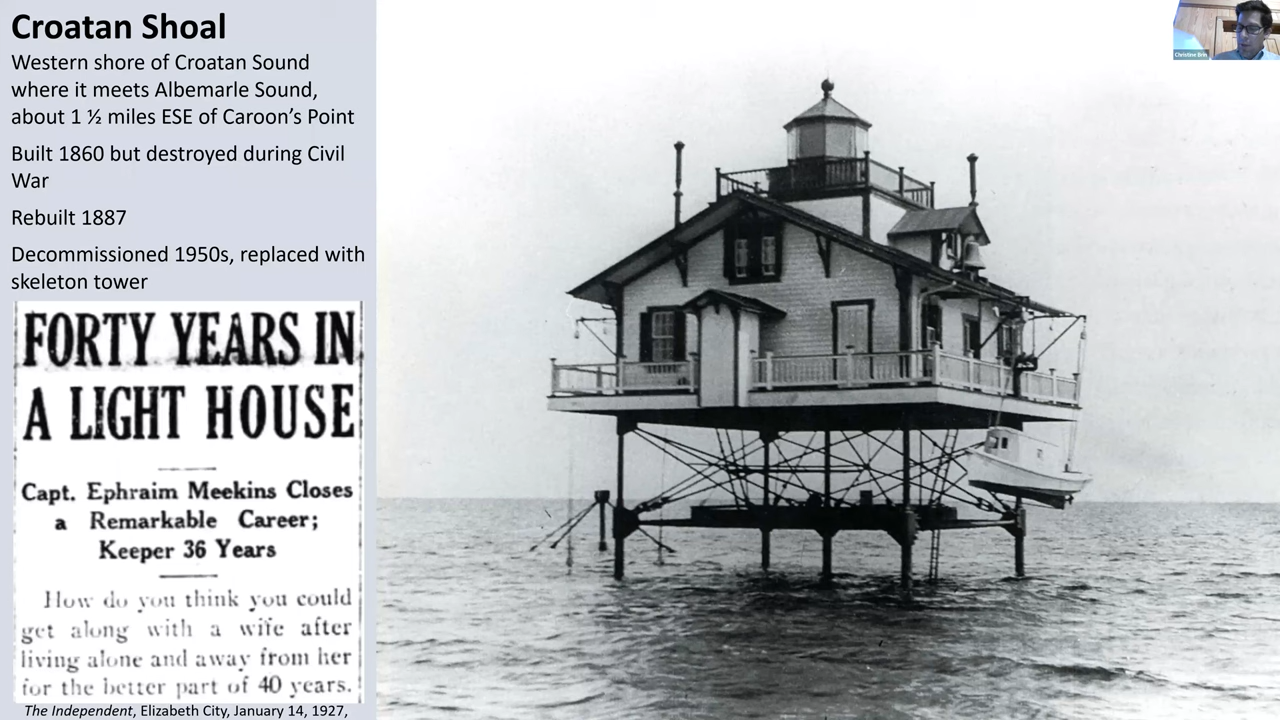 Croatan Shoal
Western shore of Croatan Sound
where it meets Albemarle Sound,
about 1 ½ miles ESE of Caroon’s Point
Built 1860 but destroyed during Civil
War
Rebuilt 1887
Decommissioned 1950s, replaced with
skeleton tower
FORTY YEARS IN
A LIGHT HOUSE
Capt. Ephraim Meekins Closes
a Remarkable Career;
Keeper 36 Years
How do you think you could
get along with a wife after
living alone and away from her
for the better part of 40 years.
The Independent, Elizabeth City, January 14, 1927,
Christine Brin